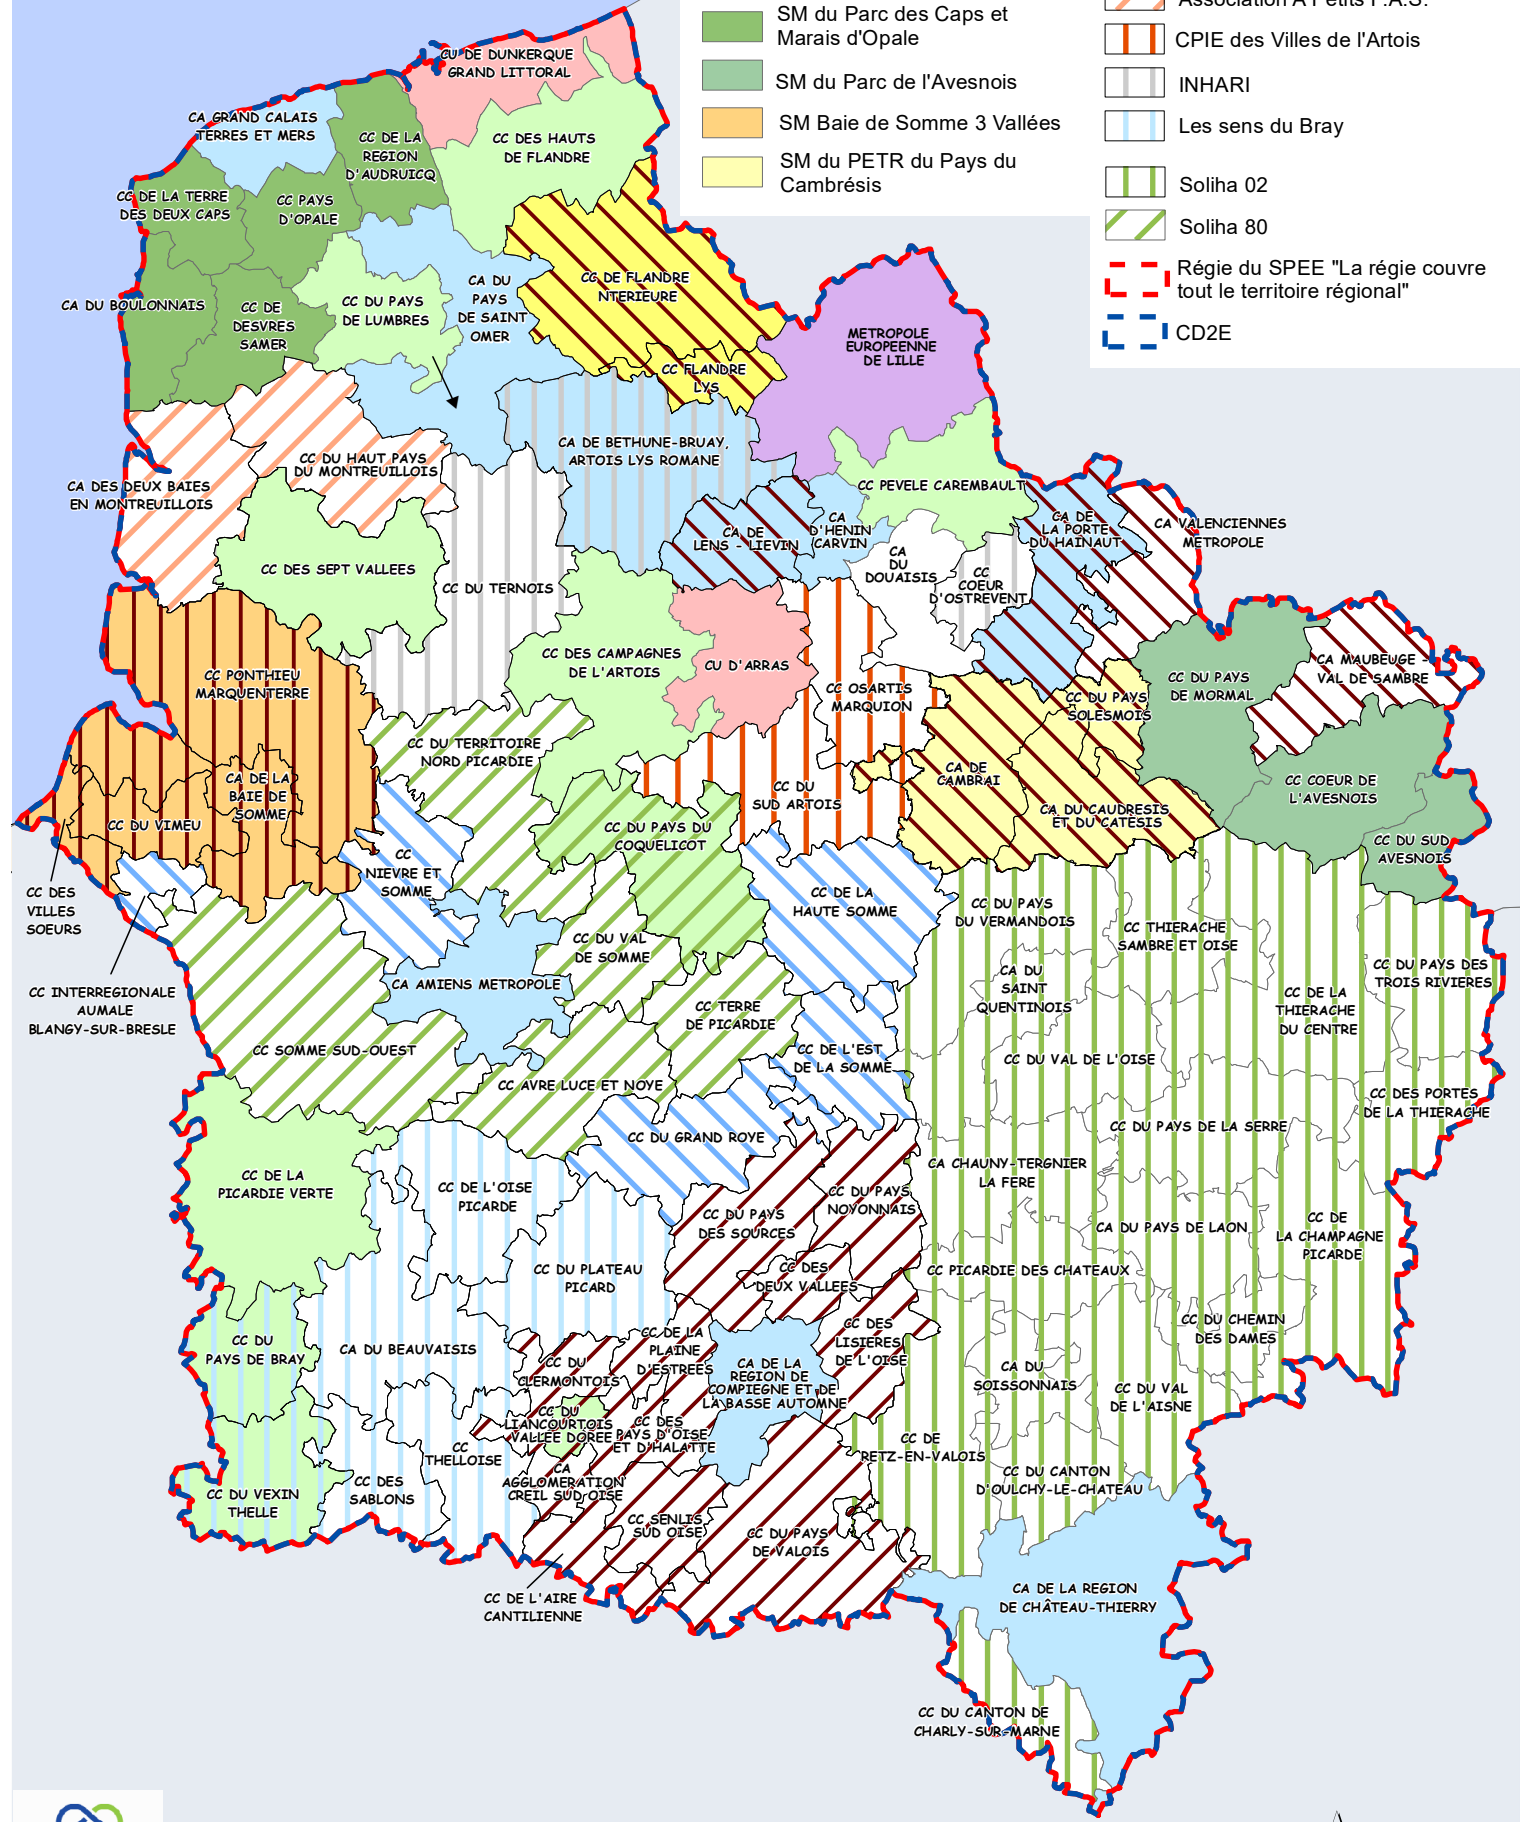 SM du Parc des Caps et
Marais d'Opale
SM du Parc de l'Avesnois
SM Baie de Somme 3 Vallées
SM du PETR du Pays du
Cambrésis
Association A Petits P.A.S.
CPIE des Villes de l'Artois
INHARI
Les sens du Bray
Soliha 02
Soliha 80
Régie du SPEE "La régie couvre
tout le territoire régional"
CD2E
CU DE DUNKERQUE
GRAND LITTORAL
CA GRAND CALAIS
TERRES ET MERS
CC DE LA
REGION
D'AUDRUICQ
CC DES HAUTS
DE FLANDRE
CC DE LA TERRE
DES DEUX CAPS
CC PAYS
D'OPALE
CA DU BOULONNAIS
CC DE
DESVRES
SAMER
CC DU PAYS
DE LUMBRES
CA DU
PAYS
DE SAINT
OMER
CC DE FLANDRE
NTERIEURE
CC FLANDRE
LYS
METROPOLE
EUROPEENNE
DE LILLE
CA DE BETHUNE-BRUAY,
ARTOIS LYS ROMANE
CC DU HAUT PAYS
DU MONTREUILLOIS
CA DES DEUX BAIES
EN MONTREUILLOIS
CC PEVELE CAREMBAULT
CA DE
LENS - LIEVIN
CA
D'HENIN
CARVIN
CA DE
LA PORTE
DU HAINAUT
CA VALENCIENNES
METROPOLE
CA
DU
DOUAISIS
CC
COEUR
D'OSTREVENT
CC DES SEPT VALLEES
CC DU TERNOIS
CC DES CAMPAGNES
DE L'ARTOIS
CU D'ARRAS
CC OSARTIS
MARQUION
CC DU PAYS
SOLESMOIS
CC DU PAYS
DE MORMAL
CA MAUBEUGE -
VAL DE SAMBRE
CC PONTHIEU
MARQUENTERRE
CC DU TERRITOIRE
NORD PICARDIE
CA DE LA
BAIE DE
SOMME
CC DU VIMEU
CC DU
SUD ARTOIS
CA DE
CAMBRAI
CA DU CAUDRESIS
ET DU CATESIS
CC COEUR DE
L'AVESNOIS
CC DU SUD
AVESNOIS
CC DU PAYS DU
COQUELICOT
CC
NIEVRE ET
SOMME
CC DES
VILLES
SOEURS
CC DE LA
HAUTE SOMME
CC DU PAYS
DU VERMANDOIS
CC THIERACHE
SAMBRE ET OISE
CC DU VAL
DE SOMME
CA AMIENS METROPOLE
CC INTERREGIONALE
AUMALE
BLANGY-SUR-BRESLE
CA DU
SAINT
QUENTINOIS
CC DE LA
THIERACHE
DU CENTRE
CC DU PAYS DES
TROIS RIVIERES
CC TERRE
DE PICARDIE
CC SOMME SUD-OUEST
CC DE L'EST
DE LA SOMME
CC DU VAL DE L'OISE
CC AVRE LUCE ET NOYE
CC DES PORTES
DE LA THIERACHE
CC DU GRAND ROYE
CC DU PAYS DE LA SERRE
CC DE LA
PICARDIE VERTE
CC DE L'OISE
PICARDE
CA CHAUNY-TERGNIER
LA FERE
CC DU PAYS
NOYONNAIS
CC DU PAYS
DES SOURCES
CA DU PAYS DE LAON
CC DE
LA CHAMPAGNE
PICARDE
CC DU PLATEAU
PICARD
CC DES
DEUX VALLEES
CC PICARDIE DES CHATEAUX
CC DU
PAYS DE BRAY
CA DU BEAUVAISIS
CC DE LA
PLAINE
D'ESTREES
CC DES
LISIERES
DE L'OISE
CC DU CHEMIN
DES DAMES
CC DU
CLERMONTOIS
CA DE LA
REGION DE
COMPIEGNE ET DE
LA BASSE AUTOMNE
CA DU
SOISSONNAIS
CC DU VAL
DE L'AISNE
CC DU
LIANCOURTOIS
VALLEE DOREE
CC DES
PAYS D'OISE
ET D'HALATTE
CC
THELLOISE
CC DE
RETZ-EN-VALOIS
CC DU VEXIN
THELLE
CC DES
SABLONS
CA
AGGLOMERATION
CREIL SUD OISE
CC DU CANTON
D'OULCHY-LE-CHATEAU
CC SENLIS
SUD OISE
CC DU PAYS
DE VALOIS
CC DE L'AIRE
CANTILIENNE
CA DE LA REGION
DE CHÂTEAU-THIERRY
CC DU CANTON DE
CHARLY-SUR-MARNE